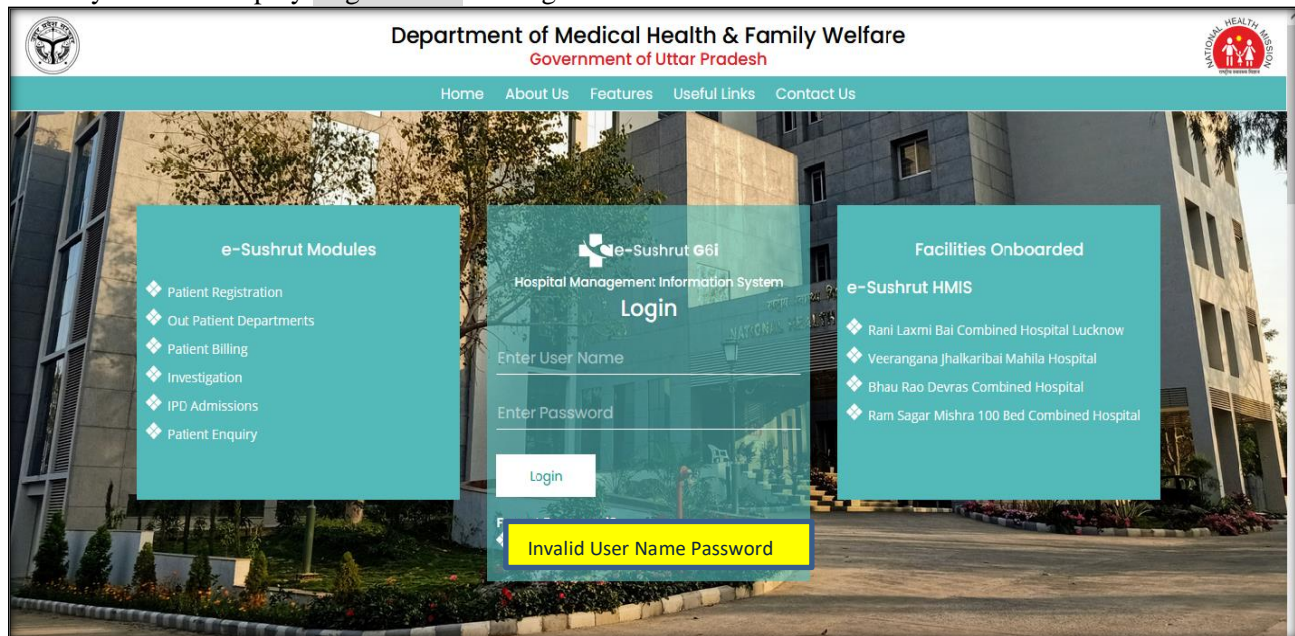 Department of Medical Health & Family Welfare
Government of Uttar Pradesh
NATIONAL HEALTH MISSION
Home About Us Features Useful Links Contact Us
e-Sushrut Modules
Patient Registration
Out Patient Departments
Patient Billing
Investigation
IPD Admissions
Patient Enquiry
e-Sushrut G6i
Hospital Management Information System
Login
Enter User Name
Enter Password
Login
Invalid User Name Password
Facilities Onboarded
e-Sushrut HMIS
Rani Laxmi Bai Combined Hospital Lucknow
Veerangana Jhalkaribai Mahila Hospital
Bhau Rao Devras Combined Hospital
Ram Sagar Mishra 100 Bed Combined Hospital